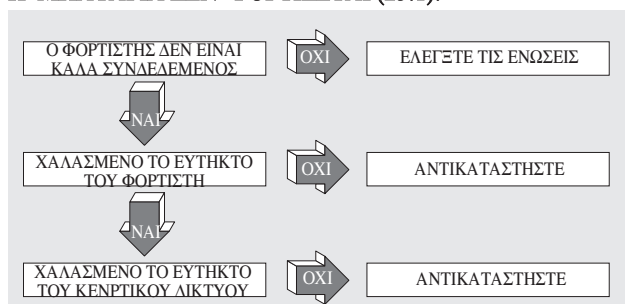 Ο ΦΟΡΤΙΣΤΗΣ ΔΕΝ ΕΙΝΑΙ
ΚΑΛΑ ΣΥΝΔΕΔΕΜΕΝΟΣ
ΟΧΙ
ΕΛΕΓΞΤΕ ΤΙΣ ΕΝΩΣΕΙΣ
ΝΑΙ
ΧΑΛΑΣΜΕΝΟ ΤΟ ΕΥΤΗΚΤΟ
ΤΟΥ ΦΟΡΤΙΣΤΗ
ΟΧΙ
ΑΝΤΙΚΑΤΑΣΤΗΣΤΕ
ΝΑΙ
ΧΑΛΑΣΜΕΝΟ ΤΟ ΕΥΤΗΚΤΟ
ΤΟΥ ΚΕΝΡΤΙΚΟΥ ΔΙΚΤΥΟΥ
ΟΧΙ
ΑΝΤΙΚΑΤΑΣΤΗΣΤΕ